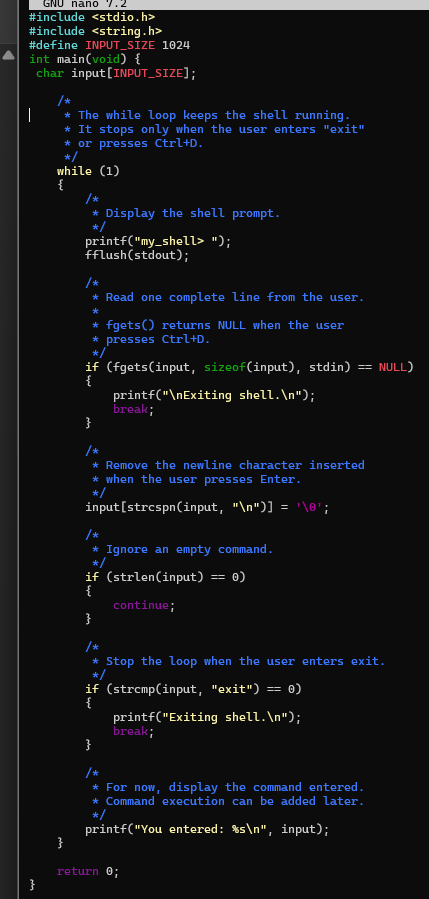 GNU nano 7.2
#include <stdio.h>
#include <string.h>
#define INPUT_SIZE 1024
int main(void) {
 char input[INPUT_SIZE];

    /*
     * The while loop keeps the shell running.
     * It stops only when the user enters "exit"
     * or presses Ctrl+D.
     */
    while (1)
    {
        /*
         * Display the shell prompt.
         */
        printf("my_shell> ");
        fflush(stdout);

        /*
         * Read one complete line from the user.
         *
         * fgets() returns NULL when the user
         * presses Ctrl+D.
         */
        if (fgets(input, sizeof(input), stdin) == NULL)
        {
            printf("\nExiting shell.\n");
            break;
        }

        /*
         * Remove the newline character inserted
         * when the user presses Enter.
         */
        input[strcspn(input, "\n")] = '\0';

        /*
         * Ignore an empty command.
         */
        if (strlen(input) == 0)
        {
            continue;
        }

        /*
         * Stop the loop when the user enters exit.
         */
        if (strcmp(input, "exit") == 0)
        {
            printf("Exiting shell.\n");
            break;
        }

        /*
         * For now, display the command entered.
         * Command execution can be added later.
         */
        printf("You entered: %s\n", input);
    }

    return 0;
}